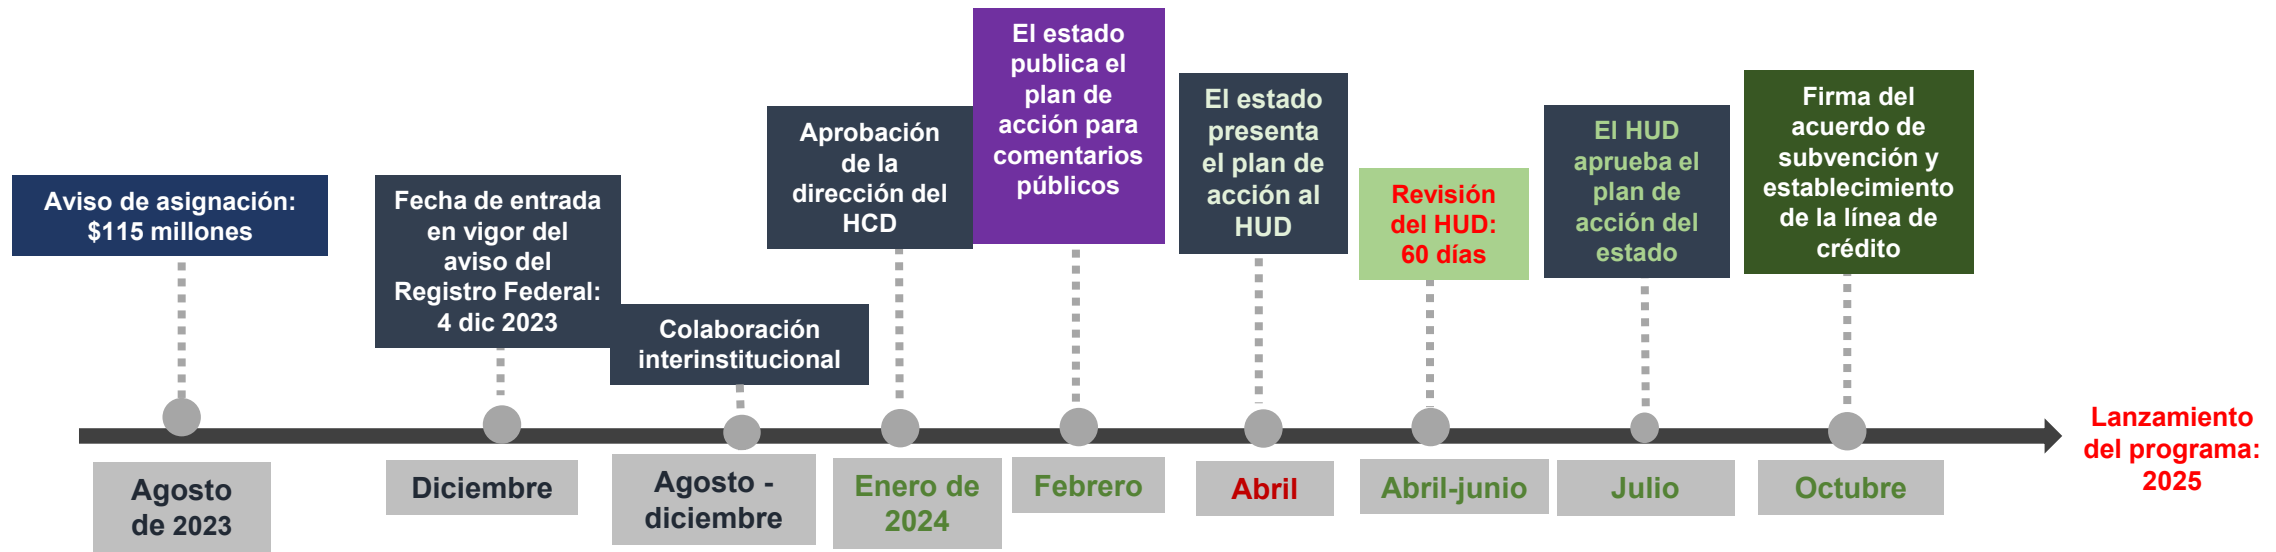 Aviso de asignación:
$115 millones
Fecha de entrada
en vigor del
aviso del
Registro Federal:
4 dic 2023
Colaboración
interinstitucional
Aprobación
de la
dirección del
HCD
El estado
publica el
plan de
acción para
comentarios
públicos
El estado
presenta
el plan de
acción al
HUD
Revisión
del HUD:
60 días
El HUD
aprueba el
plan de
acción del
estado
Firma del
acuerdo de
subvención y
establecimiento
de la línea de
crédito
Agosto
de 2023
Diciembre
Agosto -
diciembre
Enero de
2024
Febrero
Abril
Abril-junio
Julio
Octubre
Lanzamiento
del programa:
2025